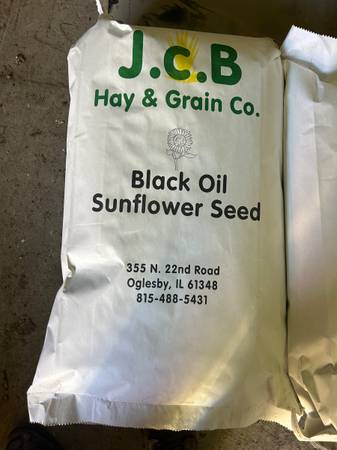 J.c.B
Hay & Grain Co.
Black Oil
Sunflower Seed
355 N. 22nd Road
Oglesby, IL 61348
815-488-5431